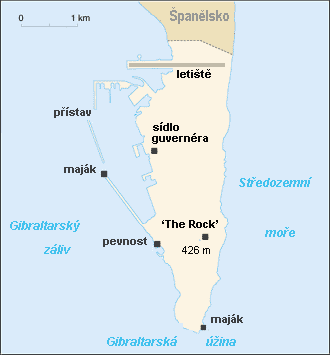 Španělsko
0 1 km
letiště
přístav
sídlo
guvernéra
maják
Středozemní
moře
Gibraltarský
záliv
pevnost
‘The Rock’
426 m
maják
Gibraltarská úžina